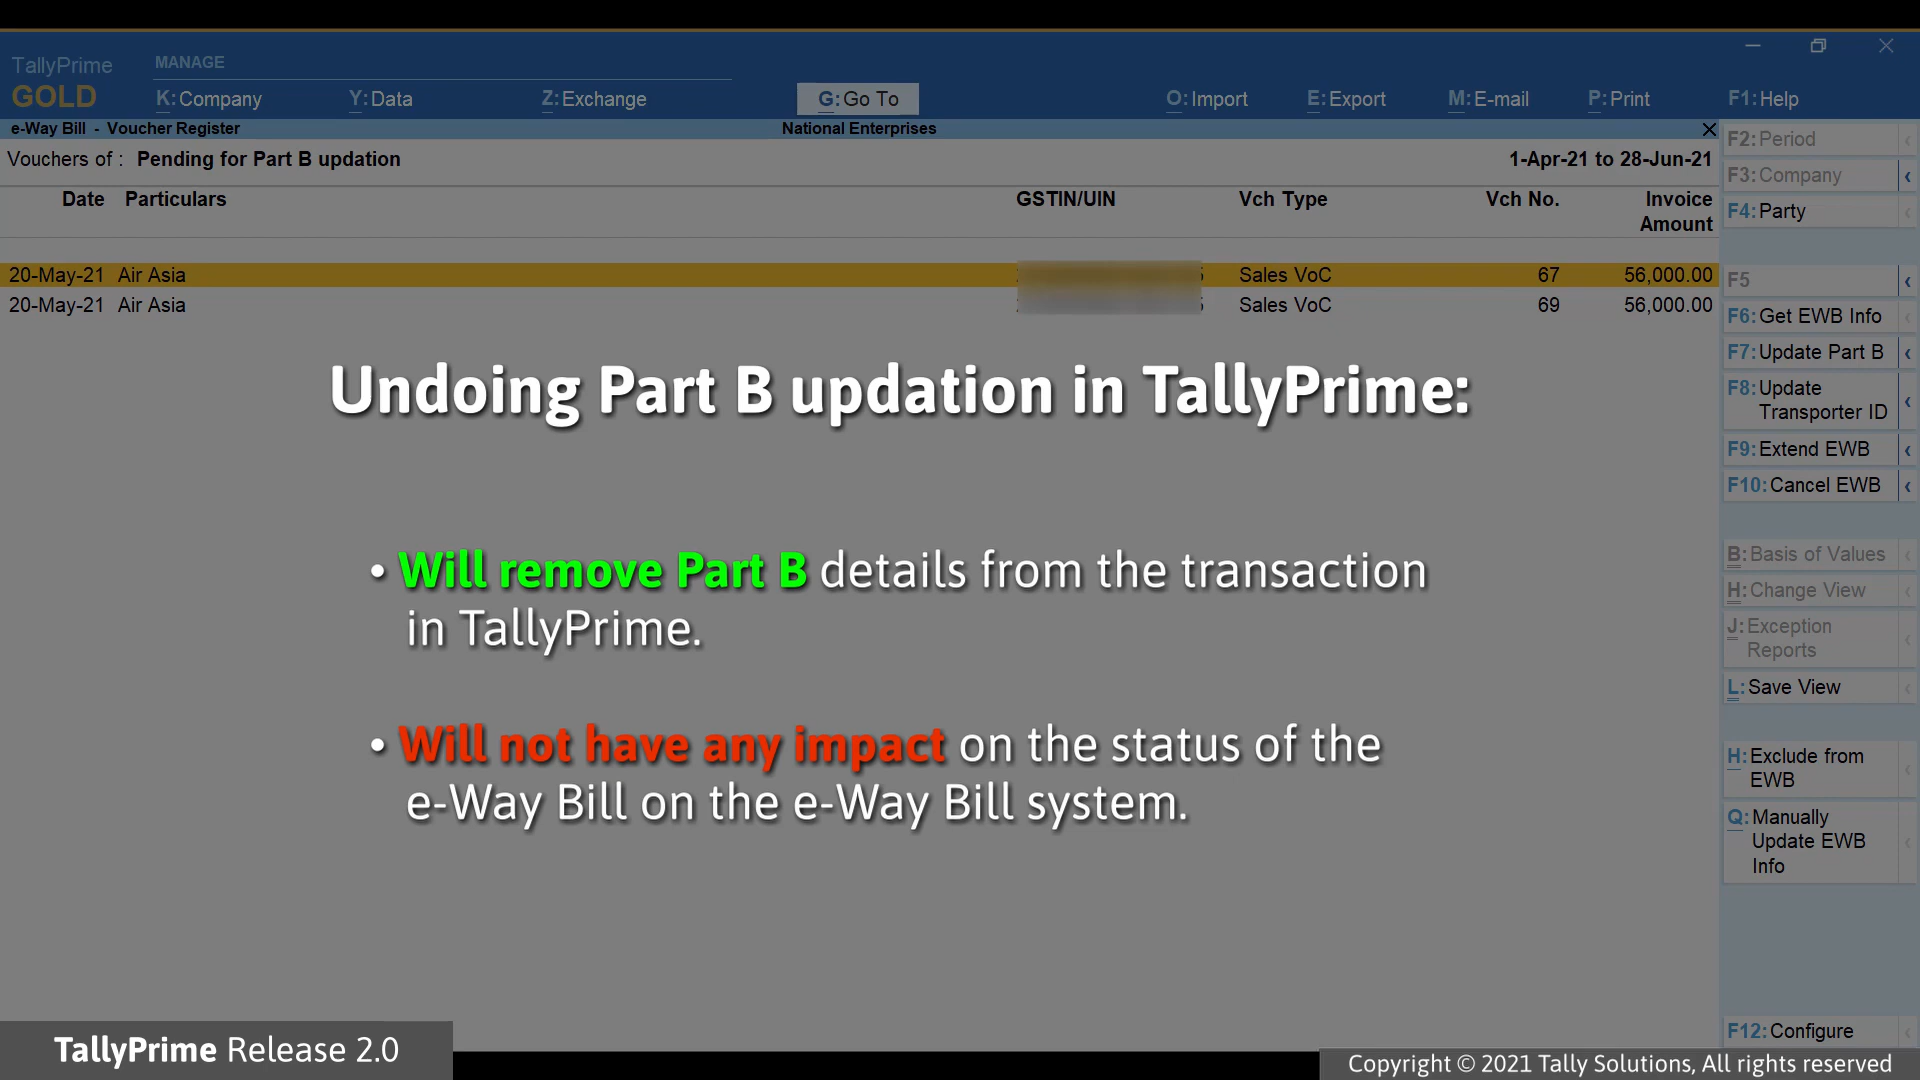 TallyPrime
GOLD
MANAGE
K:Company Y:Data Z:Exchange G:Go To O:Import E:Export M:E-mail P:Print F1:Help
e-Way Bill - Voucher Register National Enterprises
Vouchers of : Pending for Part B updation 1-Apr-21 to 28-Jun-21
Date Particulars GSTIN/UIN Vch Type Vch No. Invoice
Amount
20-May-21 Air Asia Sales VoC 67 56,000.00
20-May-21 Air Asia Sales VoC 69 56,000.00
Undoing Part B updation in TallyPrime:
• Will remove Part B details from the transaction
in TallyPrime.
• Will not have any impact on the status of the
e-Way Bill on the e-Way Bill system.
F2:Period
F3:Company
F4:Party
F5
F6:Get EWB Info
F7:Update Part B
F8:Update
Transporter ID
F9:Extend EWB
F10:Cancel EWB
B:Basis of Values
H:Change View
J:Exception
Reports
L:Save View
H:Exclude from
EWB
Q:Manually
Update EWB
Info
F12:Configure
TallyPrime Release 2.0
Copyright © 2021 Tally Solutions, All rights reserved